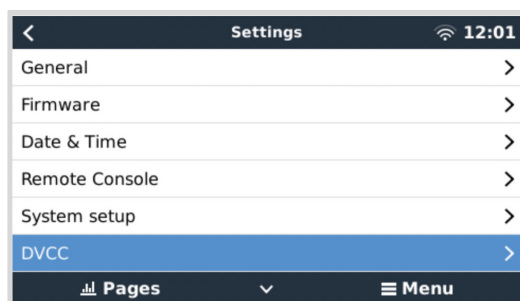 Settings 12:01
General
Firmware
Date & Time
Remote Console
System setup
DVCC
Pages Menu